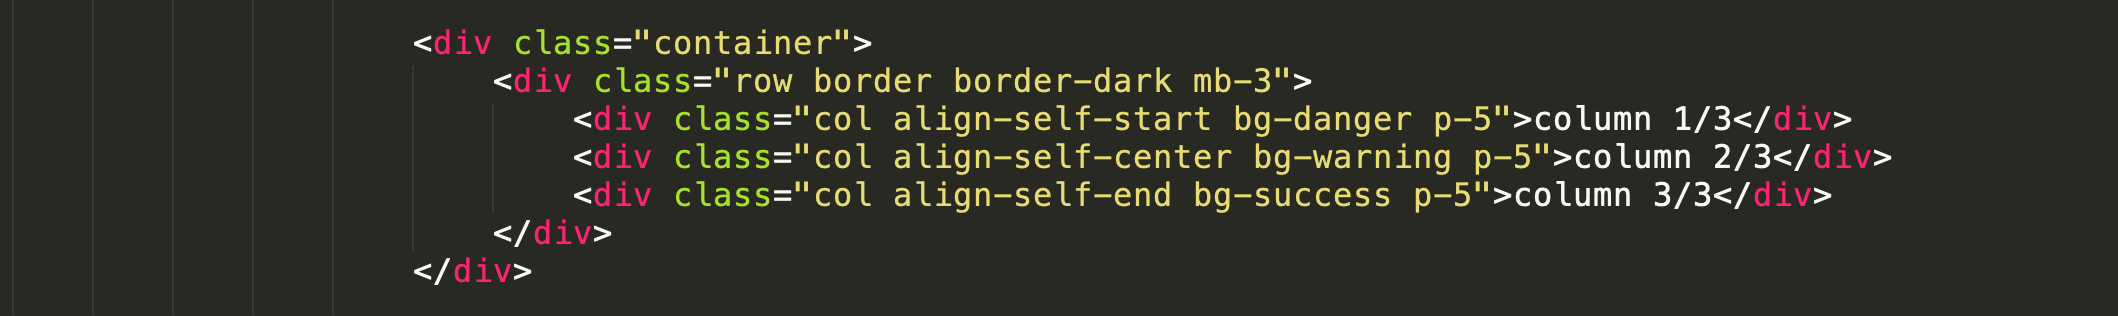 <div class="container">
<div class="row border border-dark mb-3">
<div class="col align-self-start bg-danger p-5">column 1/3</div>
<div class="col align-self-center bg-warning p-5">column 2/3</div>
<div class="col align-self-end bg-success p-5">column 3/3</div>
</div>
</div>